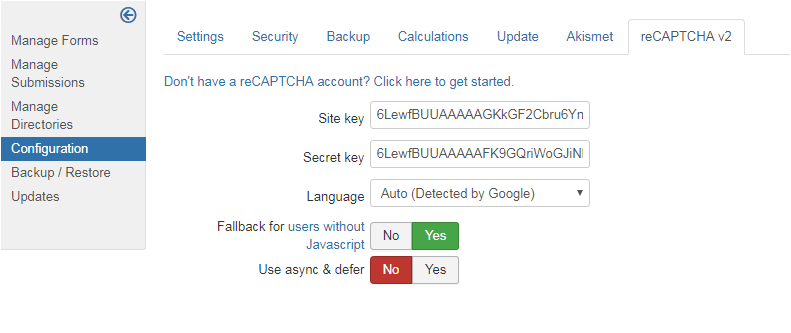 Settings Security Backup Calculations Update Akismet reCAPTCHA v2
Manage Forms
Manage
Submissions
Manage
Directories
Configuration
Backup / Restore
Updates
Don't have a reCAPTCHA account? Click here to get started.
Site key 6LewfBUUAAAAAGKkGF2Cbru6Yn
Secret key 6LewfBUUAAAAAFK9GQriWoGJiNl
Language Auto (Detected by Google)
Fallback for users without
Javascript No Yes
Use async & defer No Yes